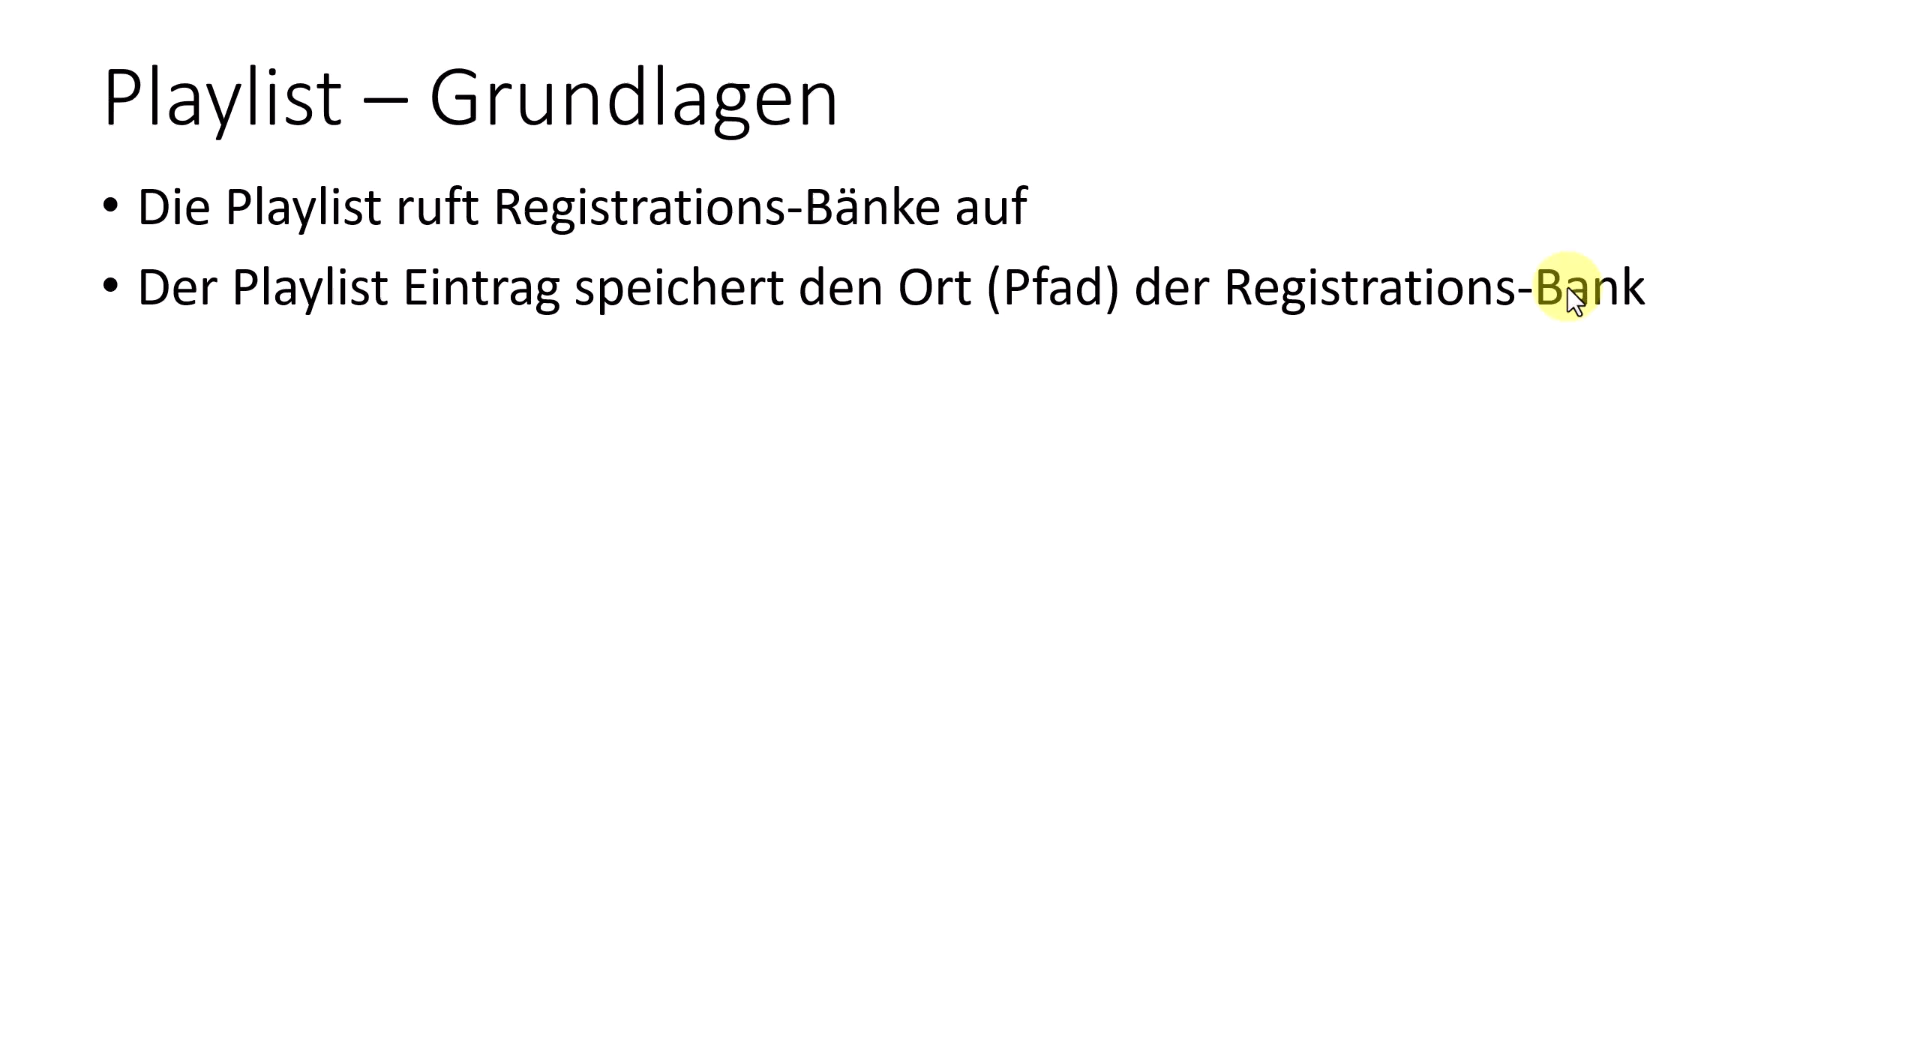 Playlist – Grundlagen
• Die Playlist ruft Registrations-Bänke auf
• Der Playlist Eintrag speichert den Ort (Pfad) der Registrations-Bank